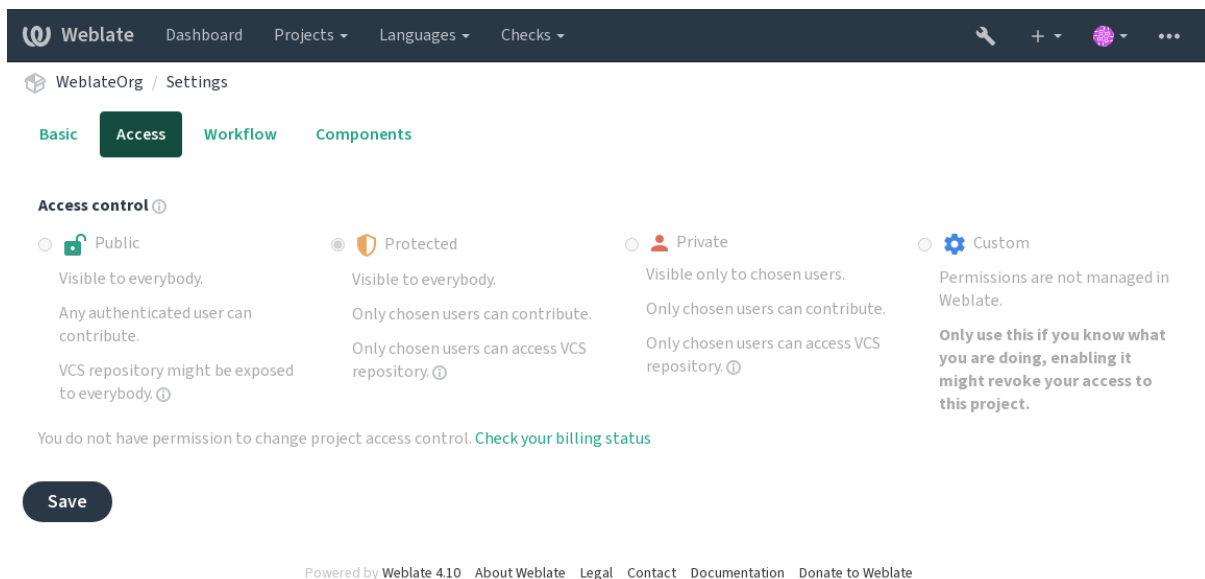 Weblate Dashboard Projects Languages Checks
WeblateOrg / Settings
Basic Access Workflow Components
Access control
Public
Visible to everybody.
Any authenticated user can
contribute.
VCS repository might be exposed
to everybody.
Protected
Visible to everybody.
Only chosen users can contribute.
Only chosen users can access VCS
repository.
Private
Visible only to chosen users.
Only chosen users can contribute.
Only chosen users can access VCS
repository.
Custom
Permissions are not managed in
Weblate.
Only use this if you know what
you are doing, enabling it
might revoke your access to
this project.
You do not have permission to change project access control. Check your billing status
Save
Powered by Weblate 4.10 About Weblate Legal Contact Documentation Donate to Weblate